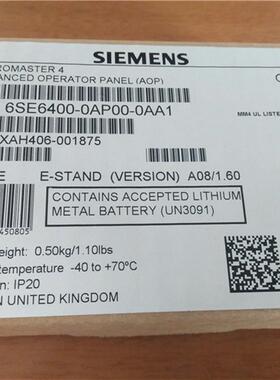 SIEMENS
ROMASTER 4
ANCED OPERATOR PANEL (AOP)
6SE6400-0AP00-0AA1
MM4 UL LISTE
XAH406-001875
E E-STAND (VERSION) A08/1.60
CONTAINS ACCEPTED LITHIUM
METAL BATTERY (UN3091)
450805
eight: 0.50kg/1.10lbs
temperature -40 to +70°C
n: IP20
N UNITED KINGDOM